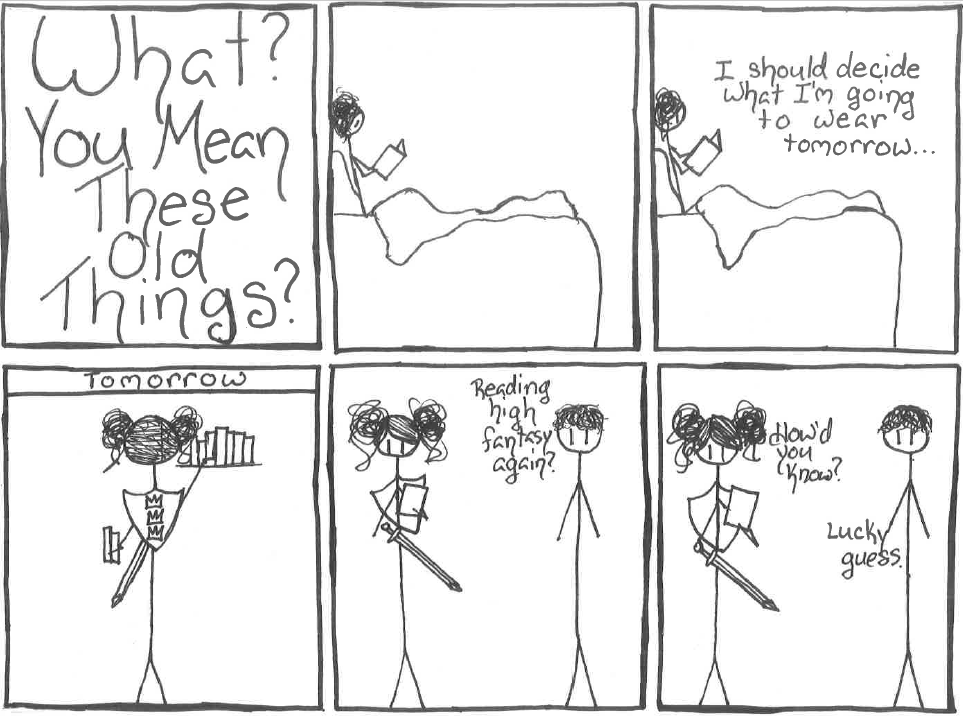 What?
You Mean
These
Old
Things?
I should decide
what I'm going
to wear
tomorrow...
Tomorrow
Reading
high
fantasy
again?
How'd
you
know?
Lucky
guess.